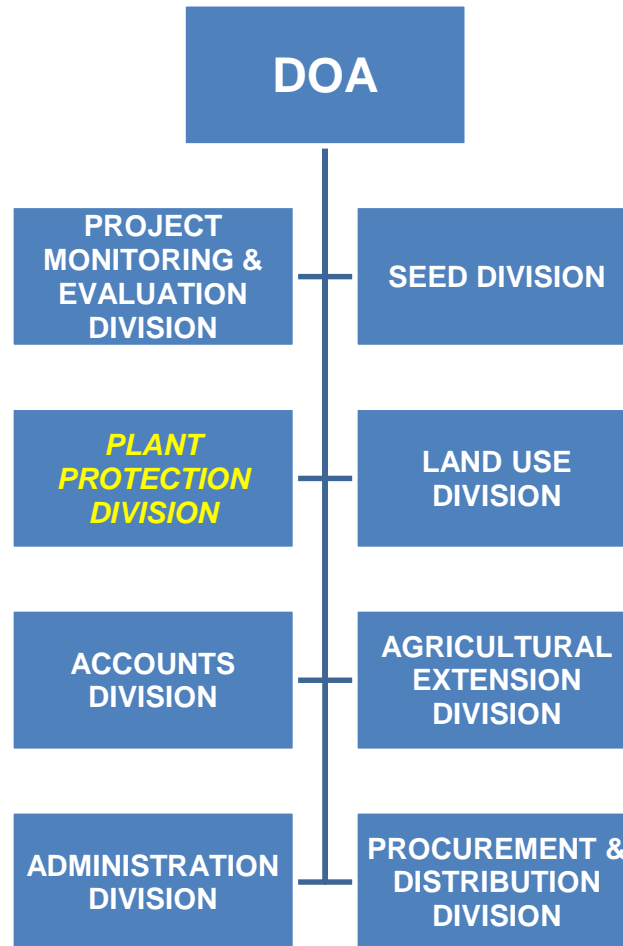 DOA
PROJECT
MONITORING &
EVALUATION
DIVISION
SEED DIVISION
PLANT
PROTECTION
DIVISION
LAND USE
DIVISION
ACCOUNTS
DIVISION
AGRICULTURAL
EXTENSION
DIVISION
ADMINISTRATION
DIVISION
PROCUREMENT &
DISTRIBUTION
DIVISION